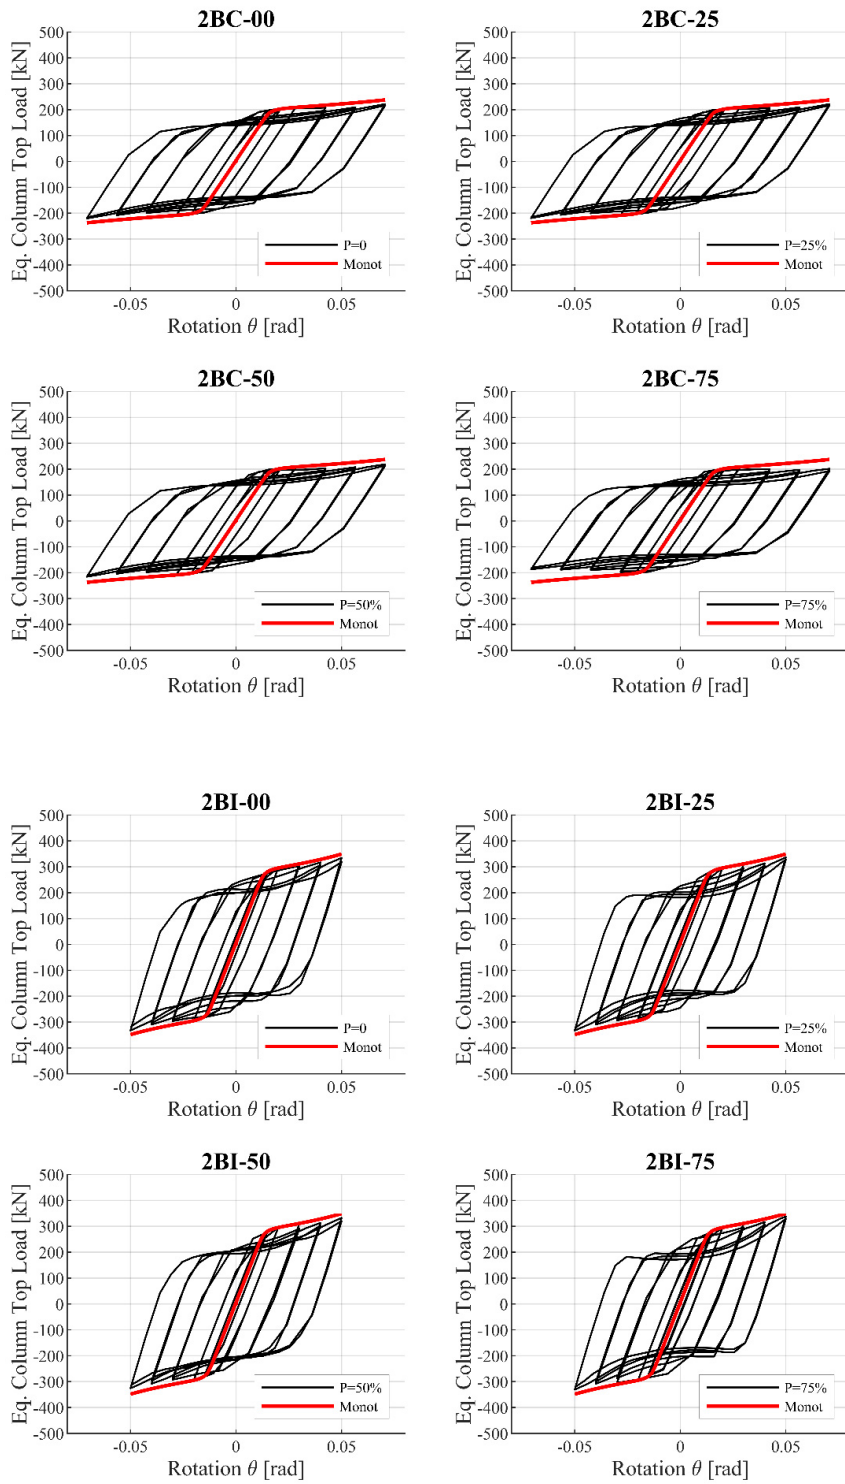 2BC-00
Eq. Column Top Load [kN]
500
400
300
200
100
0
-100
-200
-300
-400
-500
-0.05
0
0.05
Rotation θ [rad]
P=0
Monot
2BC-25
Eq. Column Top Load [kN]
500
400
300
200
100
0
-100
-200
-300
-400
-500
-0.05
0
0.05
Rotation θ [rad]
P=25%
Monot
2BC-50
Eq. Column Top Load [kN]
500
400
300
200
100
0
-100
-200
-300
-400
-500
-0.05
0
0.05
Rotation θ [rad]
P=50%
Monot
2BC-75
Eq. Column Top Load [kN]
500
400
300
200
100
0
-100
-200
-300
-400
-500
-0.05
0
0.05
Rotation θ [rad]
P=75%
Monot
2BI-00
Eq. Column Top Load [kN]
500
400
300
200
100
0
-100
-200
-300
-400
-500
-0.05
0
0.05
Rotation θ [rad]
P=0
Monot
2BI-25
Eq. Column Top Load [kN]
500
400
300
200
100
0
-100
-200
-300
-400
-500
-0.05
0
0.05
Rotation θ [rad]
P=25%
Monot
2BI-50
Eq. Column Top Load [kN]
500
400
300
200
100
0
-100
-200
-300
-400
-500
-0.05
0
0.05
Rotation θ [rad]
P=50%
Monot
2BI-75
Eq. Column Top Load [kN]
500
400
300
200
100
0
-100
-200
-300
-400
-500
-0.05
0
0.05
Rotation θ [rad]
P=75%
Monot